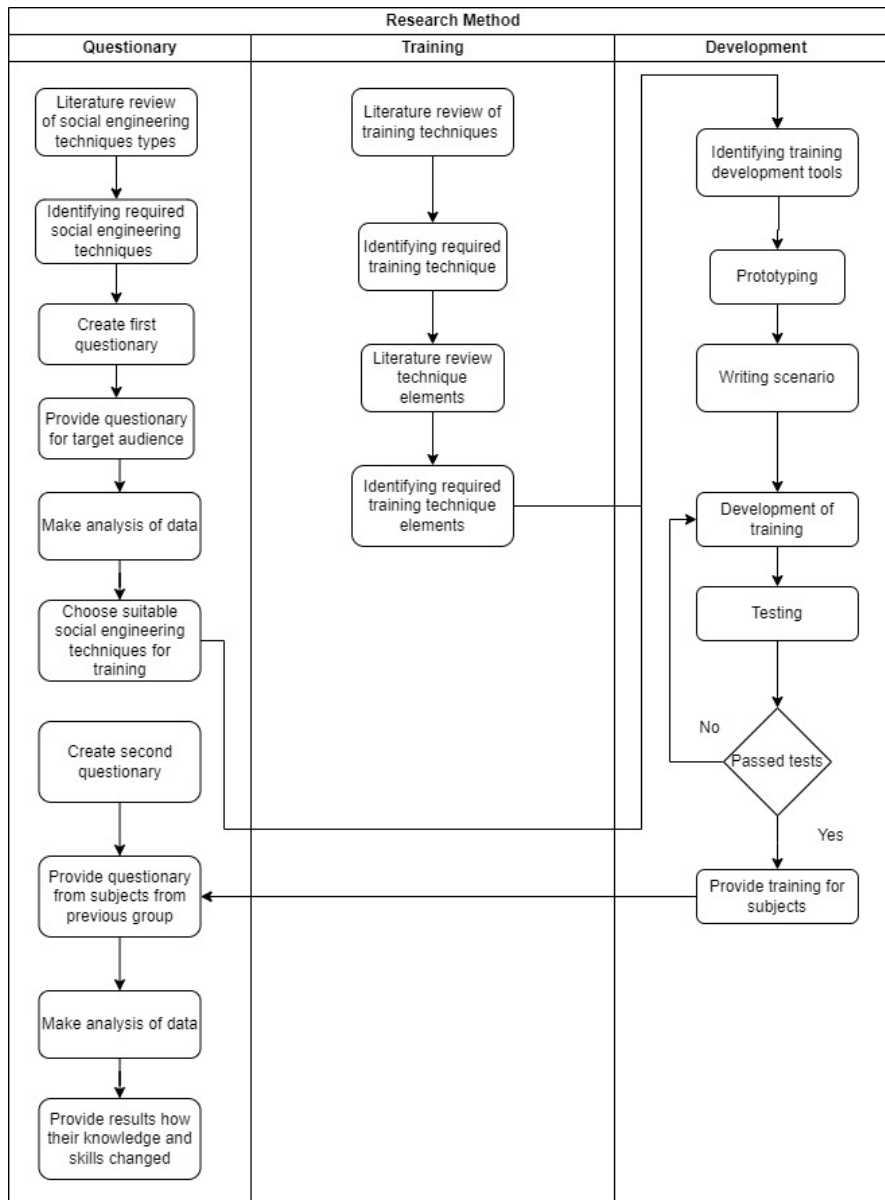 Research Method
Questionary
Training
Development
Literature review
of social engineering
techniques types
Identifying required
social engineering
techniques
Create first
questionary
Provide questionary
for target audience
Make analysis of data
Choose suitable
social engineering
techniques for
training
Create second
questionary
Provide questionary
from subjects from
previous group
Make analysis of data
Provide results how
their knowledge and
skills changed
Literature review of
training techniques
Identifying required
training technique
Literature review
technique
elements
Identifying required
training technique
elements
Identifying training
development tools
Prototyping
Writing scenario
Development of
training
Testing
No
Passed tests
Yes
Provide training for
subjects